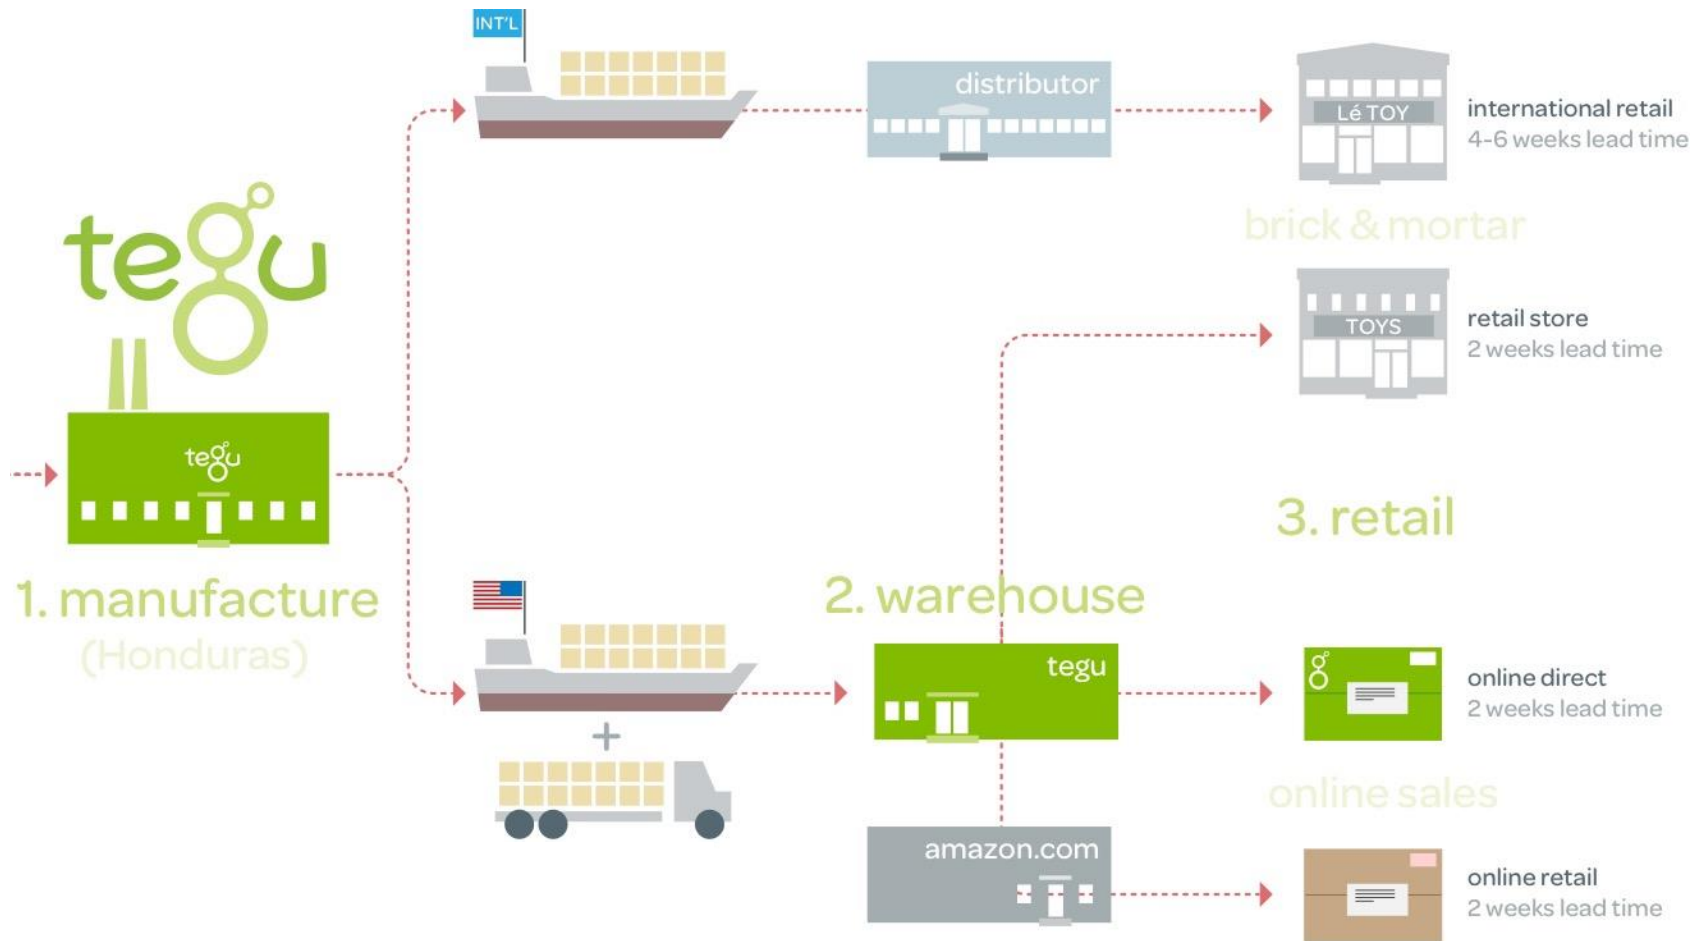 INT'L
distributor
Lé TOY
international retail
4-6 weeks lead time
brick & mortar
tegu
TOYS
retail store
2 weeks lead time
tegu
3. retail
1. manufacture
(Honduras)
2. warehouse
tegu
online direct
2 weeks lead time
+
online sales
amazon.com
online retail
2 weeks lead time